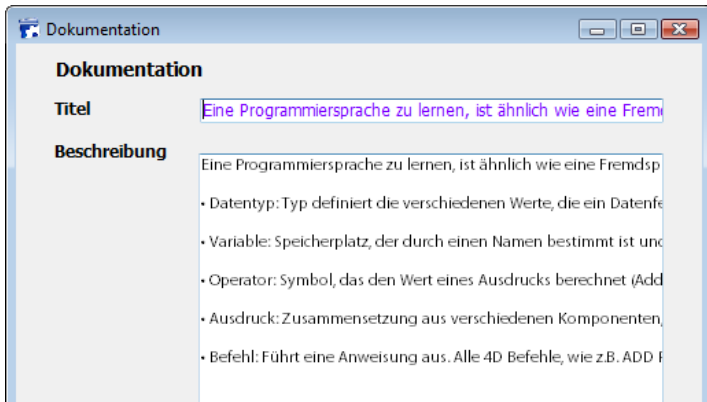 Dokumentation
Dokumentation
Titel
Eine Programmiersprache zu lernen, ist ähnlich wie eine
Beschreibung
Eine Programmiersprache zu lernen, ist ähnlich wie eine
• Datentyp: Typ definiert die verschiedenen Werte, die ein
• Variable: Speicherplatz, der durch einen Namen bestimmt ist und
• Operator: Symbol, das den Wert eines Ausdrucks berechnet (Add
• Ausdruck: Zusammensetzung aus verschiedenen Komponenten,
• Befehl: Führt eine Anweisung aus. Alle 4D Befehle, wie z.B. ADD